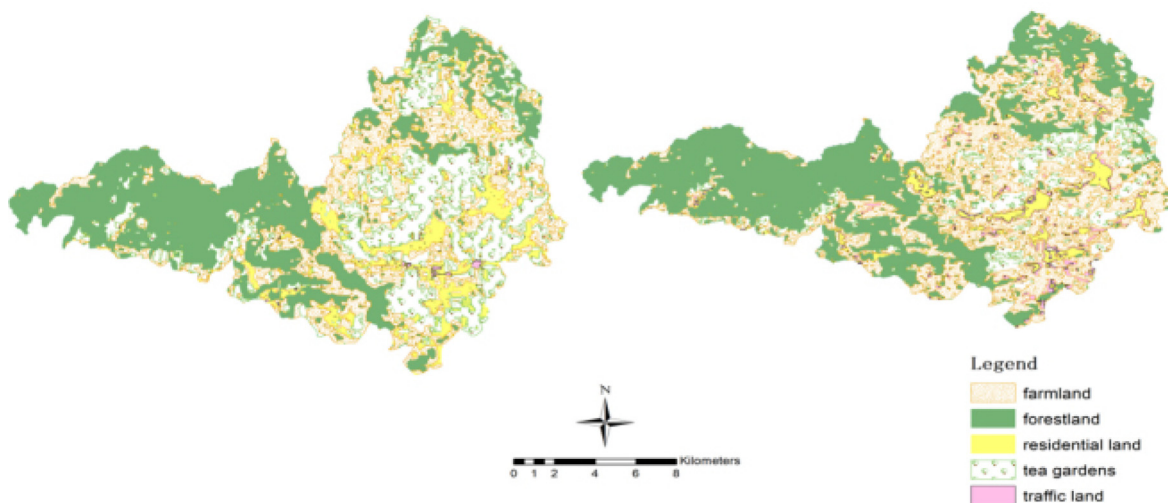 Legend
farmland
forestland
residential land
tea gardens
traffic land
N
Kilometers
0 1 2 4 6 8